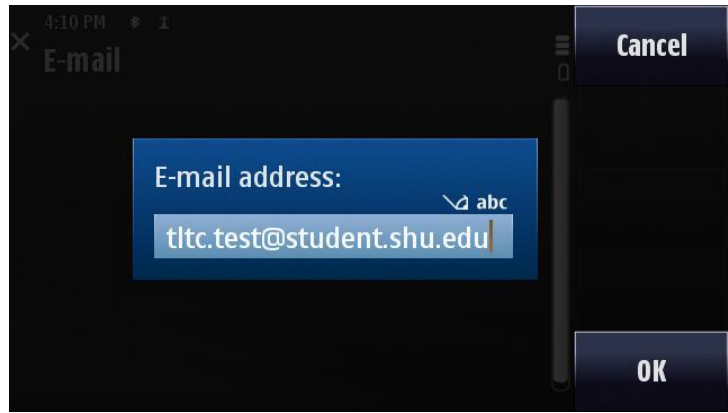 4:10 PM
E-mail
Cancel
E-mail address:
abc
tltc.test@student.shu.edu
OK